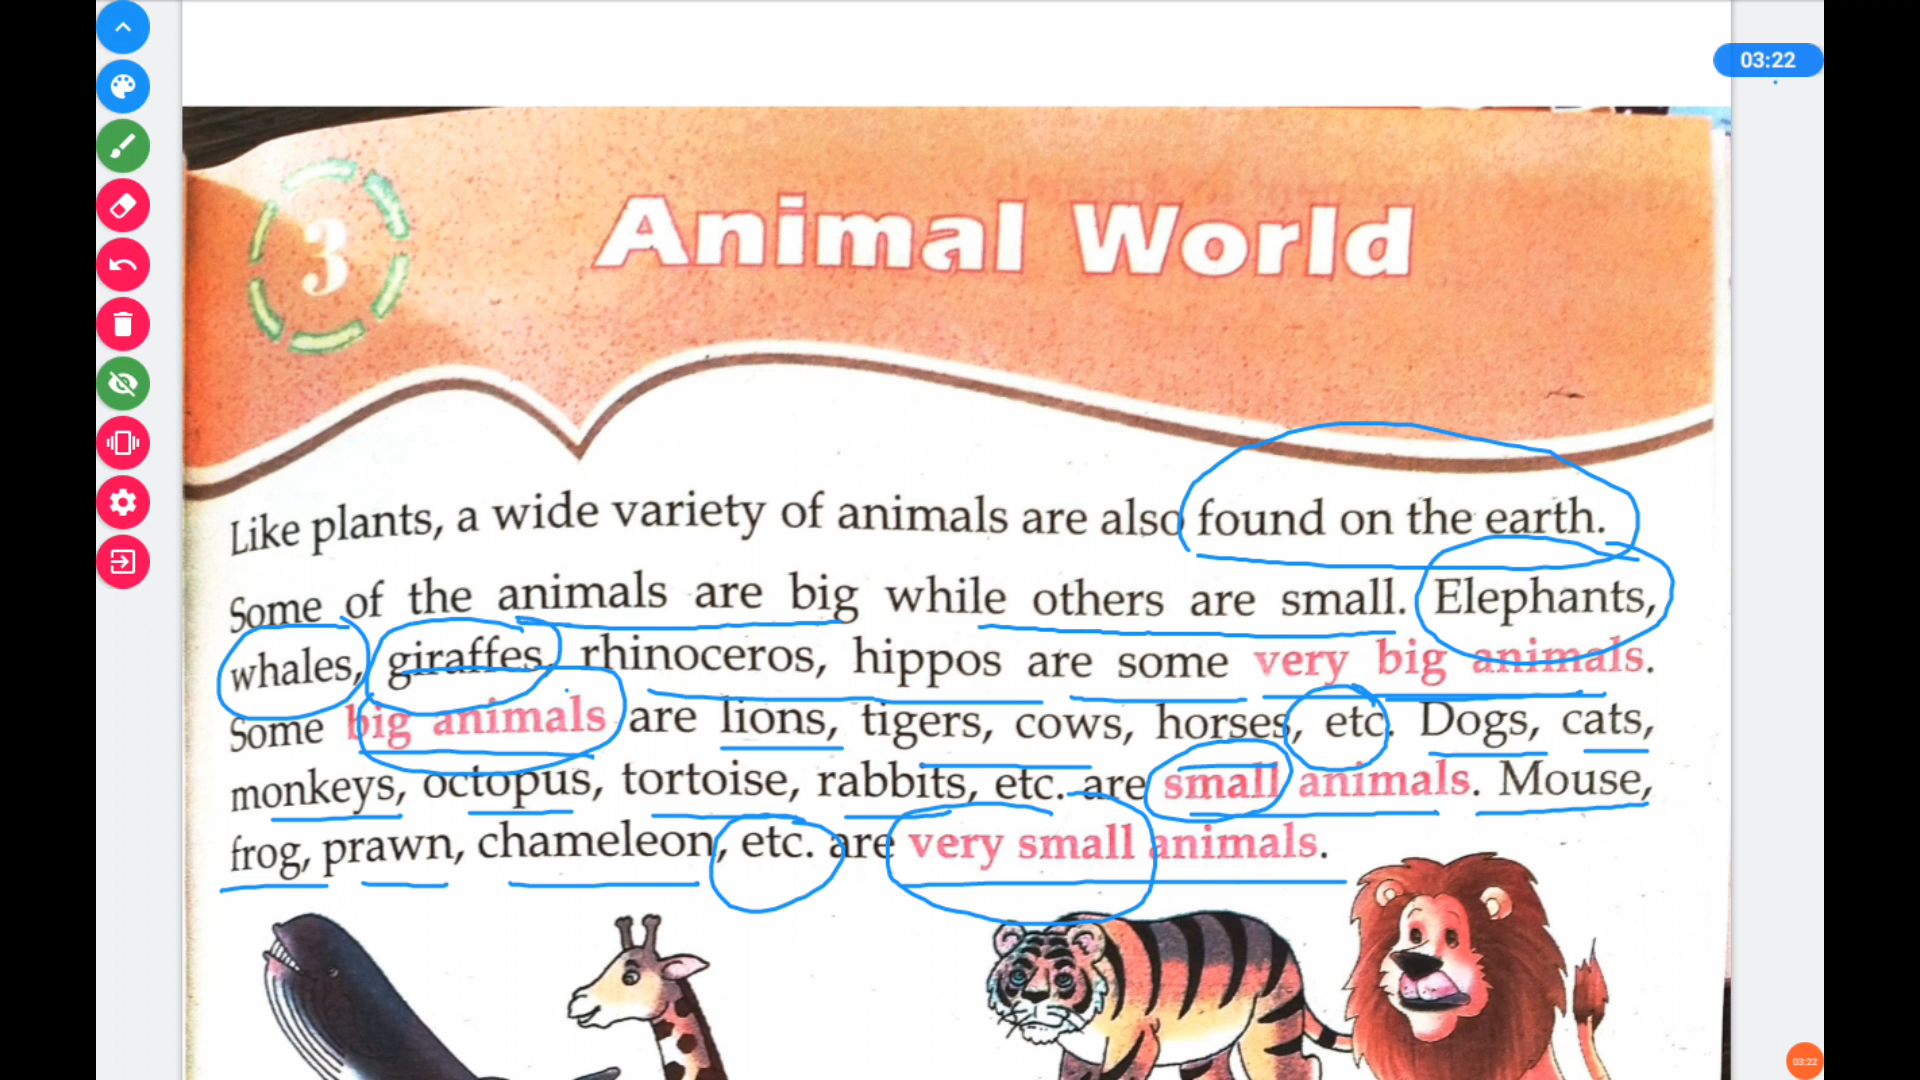 03:22
3
Animal World
Like plants, a wide variety of animals are also found on the earth.
Some of the animals are big while others are small. Elephants,
whales, giraffes, rhinoceros, hippos are some very big animals.
Some big animals are lions, tigers, cows, horses, etc. Dogs, cats,
monkeys, octopus, tortoise, rabbits, etc. are small animals. Mouse,
frog, prawn, chameleon, etc. are very small animals.
03:22